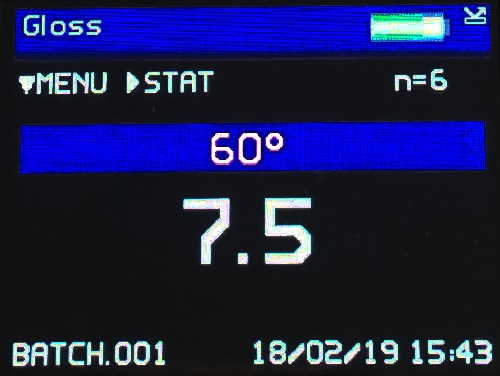 Gloss
MENU STAT n=6
60°
7.5
BATCH.001 18/02/19 15:43